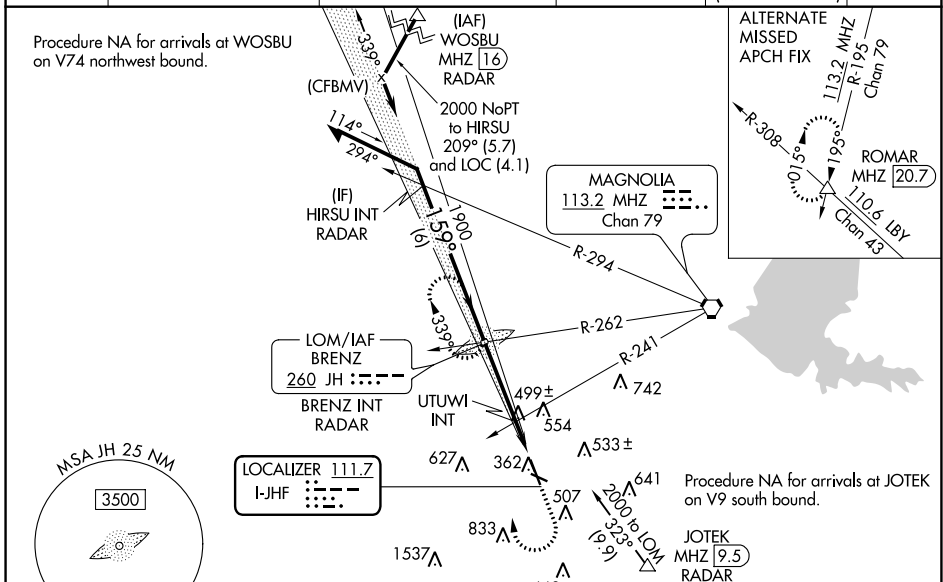 Procedure NA for arrivals at WOSBU
on V74 northwest bound.
339°
(IAF)
WOSBU
MHZ 16
RADAR
(CFBMV)
2000 NoPT
to HIRSU
209° (5.7)
and LOC (4.1)
114°
294°
(IF)
HIRSU INT
RADAR
159°
(6)
1900
ALTERNATE
MISSED
APCH FIX
113.2 MHZ
R-195
Chan 79
R-308
015°
195°
ROMAR
MHZ 20.7
110.6 LBY
Chan 43
MAGNOLIA
113.2 MHZ
Chan 79
R-294
R-262
R-241
339°
LOM/IAF
BRENZ
260 JH
BRENZ INT
RADAR
UTUWI
INT
499±
554
742
533±
627
362
LOCALIZER 111.7
I-JHF
507
641
833
1537
Procedure NA for arrivals at JOTEK
on V9 south bound.
2000 to LOM
323°
(9.9)
JOTEK
MHZ 9.5
RADAR
MSA JH 25 NM
3500